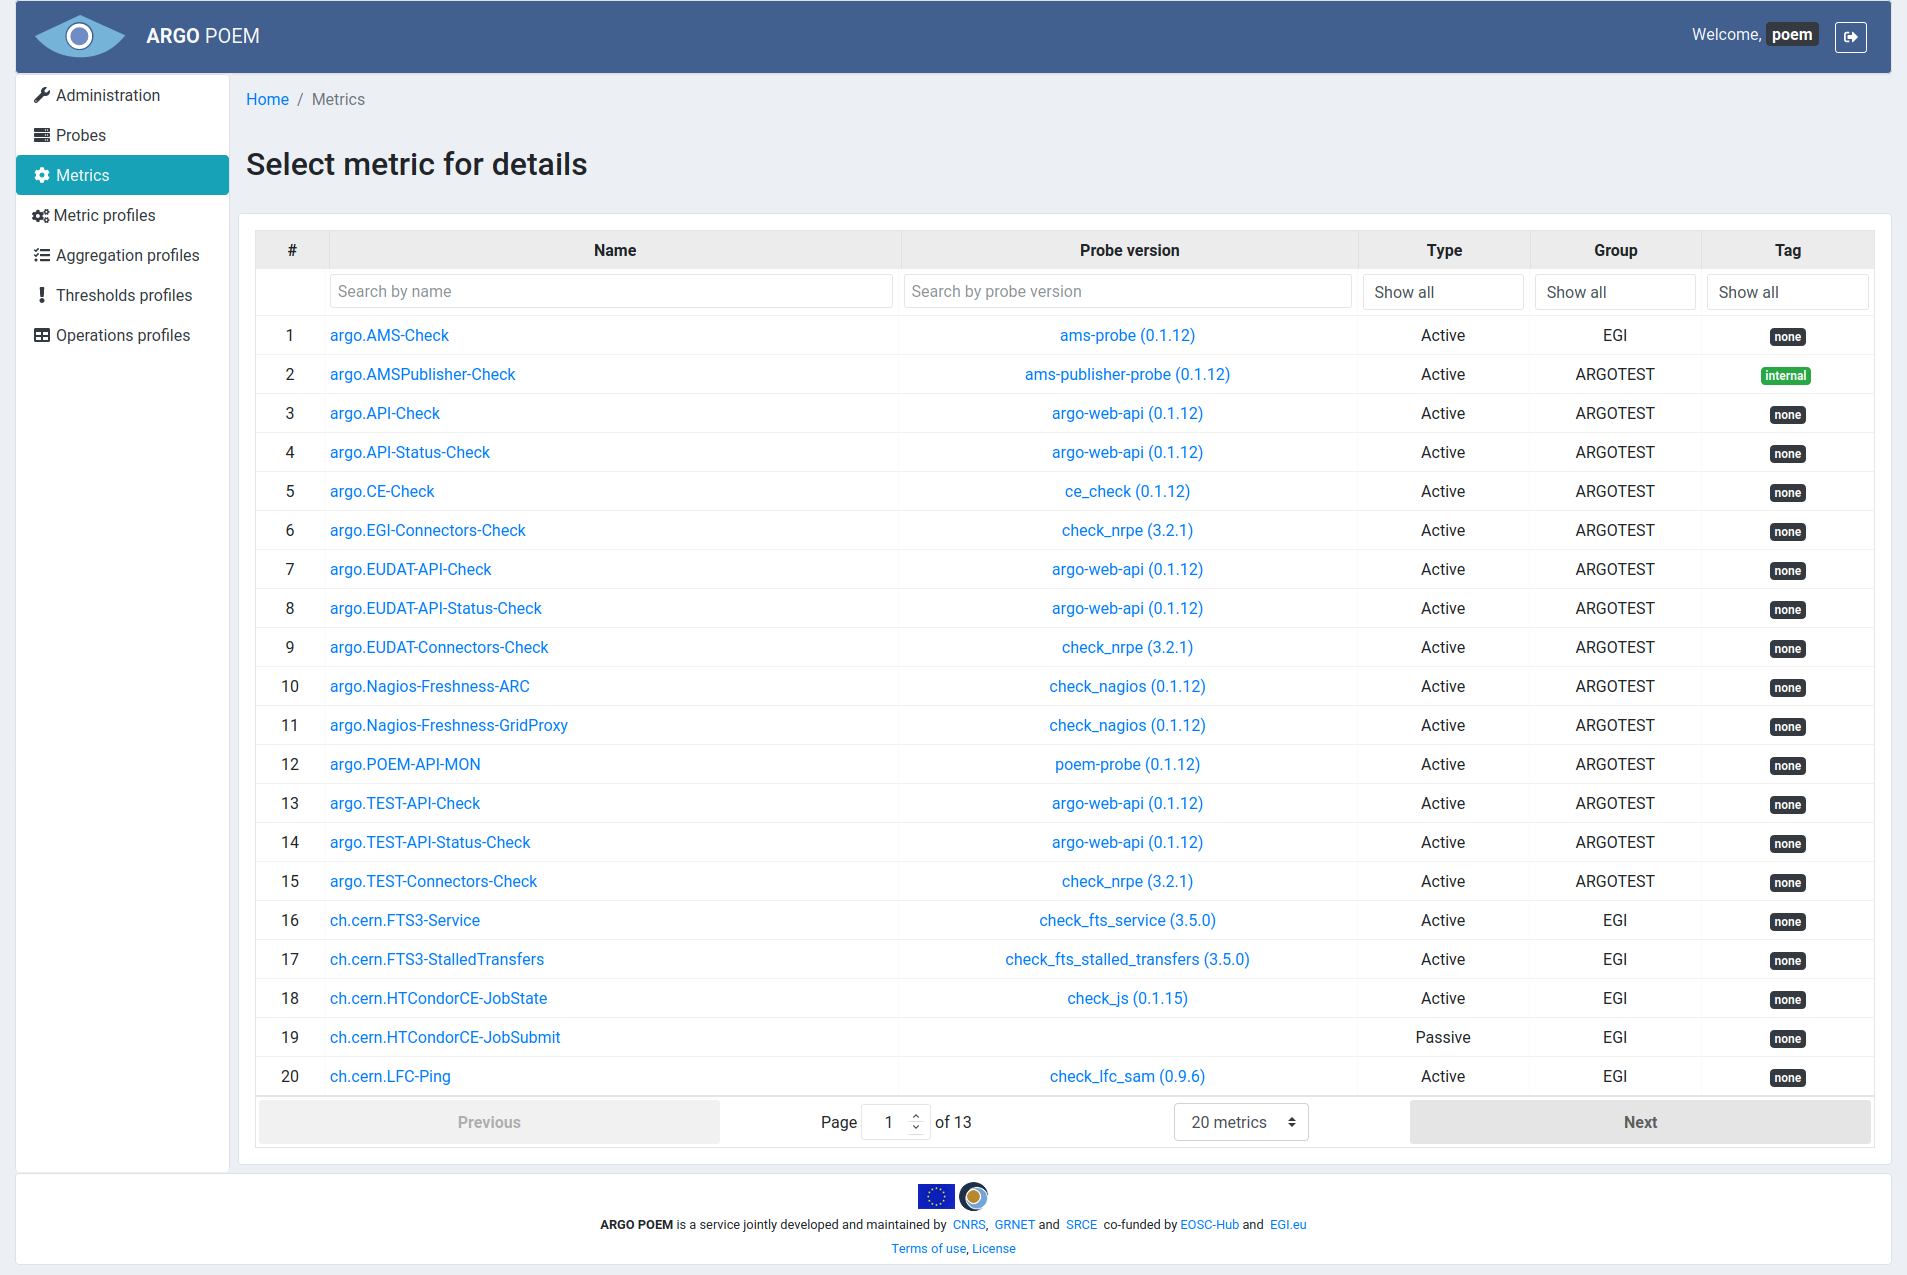 ARGO POEM
Welcome, poem
Administration
Probes
Metrics
Metric profiles
Aggregation profiles
Thresholds profiles
Operations profiles
Home / Metrics
Select metric for details
# Name Probe version Type Group Tag
Search by name Search by probe version Show all Show all Show all
1 argo.AMS-Check ams-probe (0.1.12) Active EGI none
2 argo.AMSPublisher-Check ams-publisher-probe (0.1.12) Active ARGOTEST internal
3 argo.API-Check argo-web-api (0.1.12) Active ARGOTEST none
4 argo.API-Status-Check argo-web-api (0.1.12) Active ARGOTEST none
5 argo.CE-Check ce_check (0.1.12) Active ARGOTEST none
6 argo.EGI-Connectors-Check check_nrpe (3.2.1) Active ARGOTEST none
7 argo.EUDAT-API-Check argo-web-api (0.1.12) Active ARGOTEST none
8 argo.EUDAT-API-Status-Check argo-web-api (0.1.12) Active ARGOTEST none
9 argo.EUDAT-Connectors-Check check_nrpe (3.2.1) Active ARGOTEST none
10 argo.Nagios-Freshness-ARC check_nagios (0.1.12) Active ARGOTEST none
11 argo.Nagios-Freshness-GridProxy check_nagios (0.1.12) Active ARGOTEST none
12 argo.POEM-API-MON poem-probe (0.1.12) Active ARGOTEST none
13 argo.TEST-API-Check argo-web-api (0.1.12) Active ARGOTEST none
14 argo.TEST-API-Status-Check argo-web-api (0.1.12) Active ARGOTEST none
15 argo.TEST-Connectors-Check check_nrpe (3.2.1) Active ARGOTEST none
16 ch.cern.FTS3-Service check_fts_service (3.5.0) Active EGI none
17 ch.cern.FTS3-StalledTransfers check_fts_stalled_transfers (3.5.0) Active EGI none
18 ch.cern.HTCondorCE-JobState check_js (0.1.15) Active EGI none
19 ch.cern.HTCondorCE-JobSubmit Passive EGI none
20 ch.cern.LFC-Ping check_lfc_sam (0.9.6) Active EGI none
Previous Page 1 of 13 20 metrics Next
ARGO POEM is a service jointly developed and maintained by CNRS, GRNET and SRCE co-funded by EOSC-Hub and EGI.eu
Terms of use, License